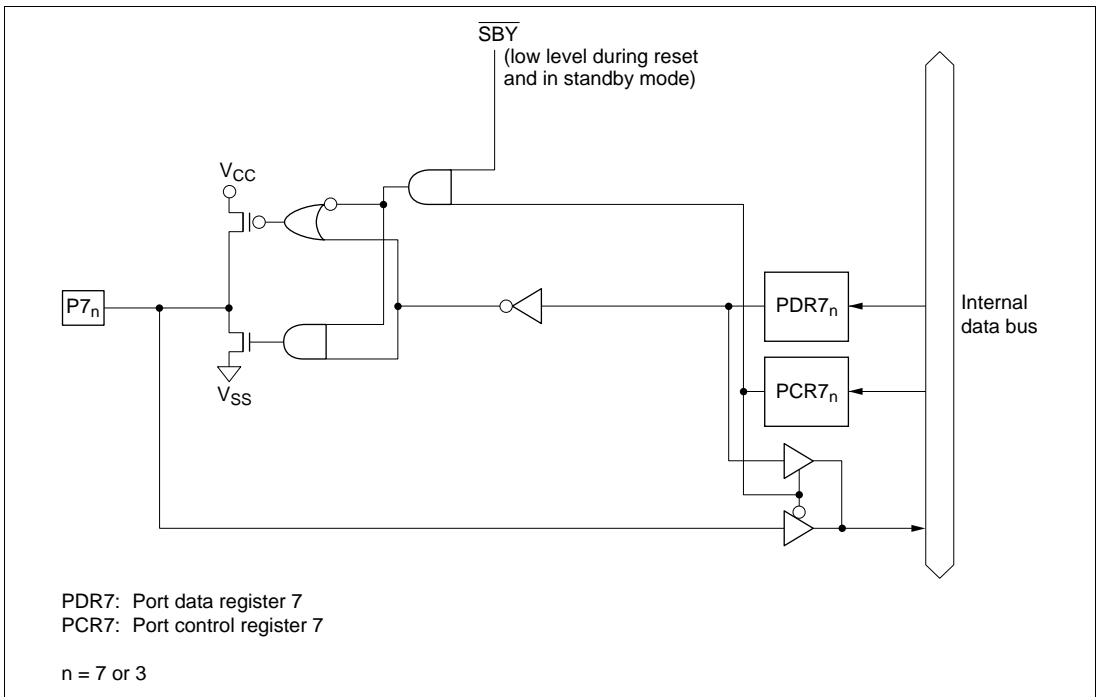 SBY
(low level during reset
and in standby mode)
VCC
P7n
VSS
PDR7n
PCR7n
Internal
data bus
PDR7: Port data register 7
PCR7: Port control register 7
n = 7 or 3